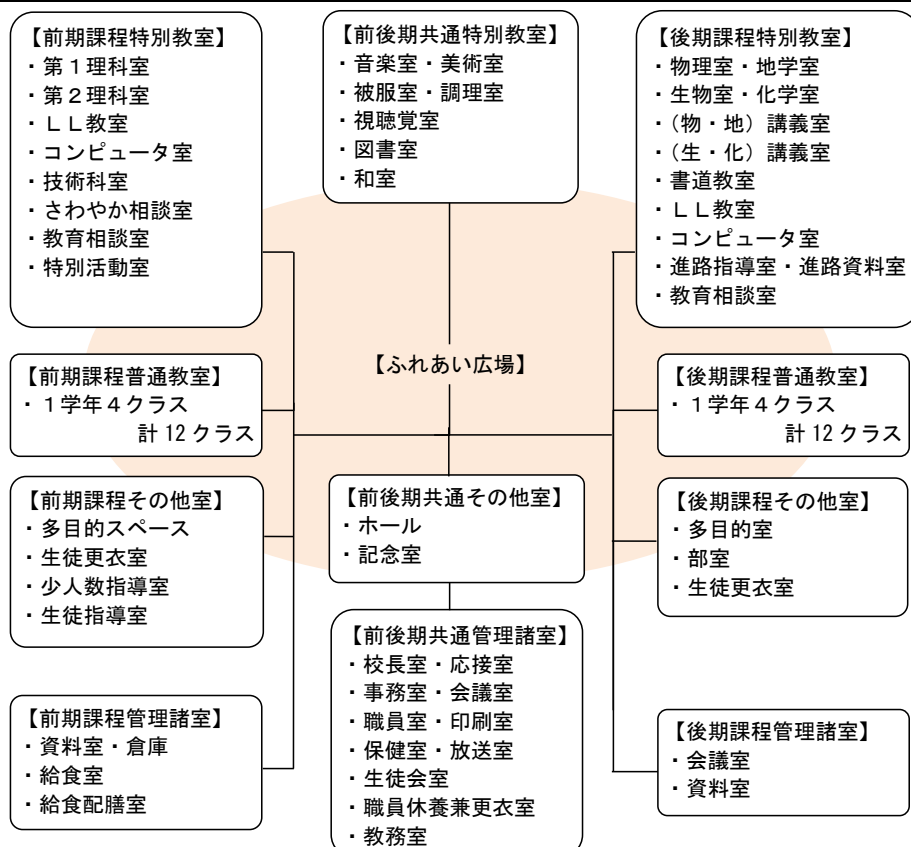 【前期課程特別教室】
・第１理科室
・第２理科室
・ＬＬ教室
・コンピュータ室
・技術科室
・さわやか相談室
・教育相談室
・特別活動室
【前後期共通特別教室】
・音楽室・美術室
・被服室・調理室
・視聴覚室
・図書室
・和室
【後期課程特別教室】
・物理室・地学室
・生物室・化学室
・（物・地）講義室
・（生・化）講義室
・書道教室
・ＬＬ教室
・コンピュータ室
・進路指導室・進路資料室
・教育相談室
【ふれあい広場】
【前期課程普通教室】
・１学年４クラス
計 12 クラス
【後期課程普通教室】
・１学年４クラス
計 12 クラス
【前期課程その他室】
・多目的スペース
・生徒更衣室
・少人数指導室
・生徒指導室
【前後期共通その他室】
・ホール
・記念室
【後期課程その他室】
・多目的室
・部室
・生徒更衣室
【前期課程管理諸室】
・資料室・倉庫
・給食室
・給食配膳室
【前後期共通管理諸室】
・校長室・応接室
・事務室・会議室
・職員室・印刷室
・保健室・放送室
・生徒会室
・職員休養兼更衣室
・教務室
【後期課程管理諸室】
・会議室
・資料室